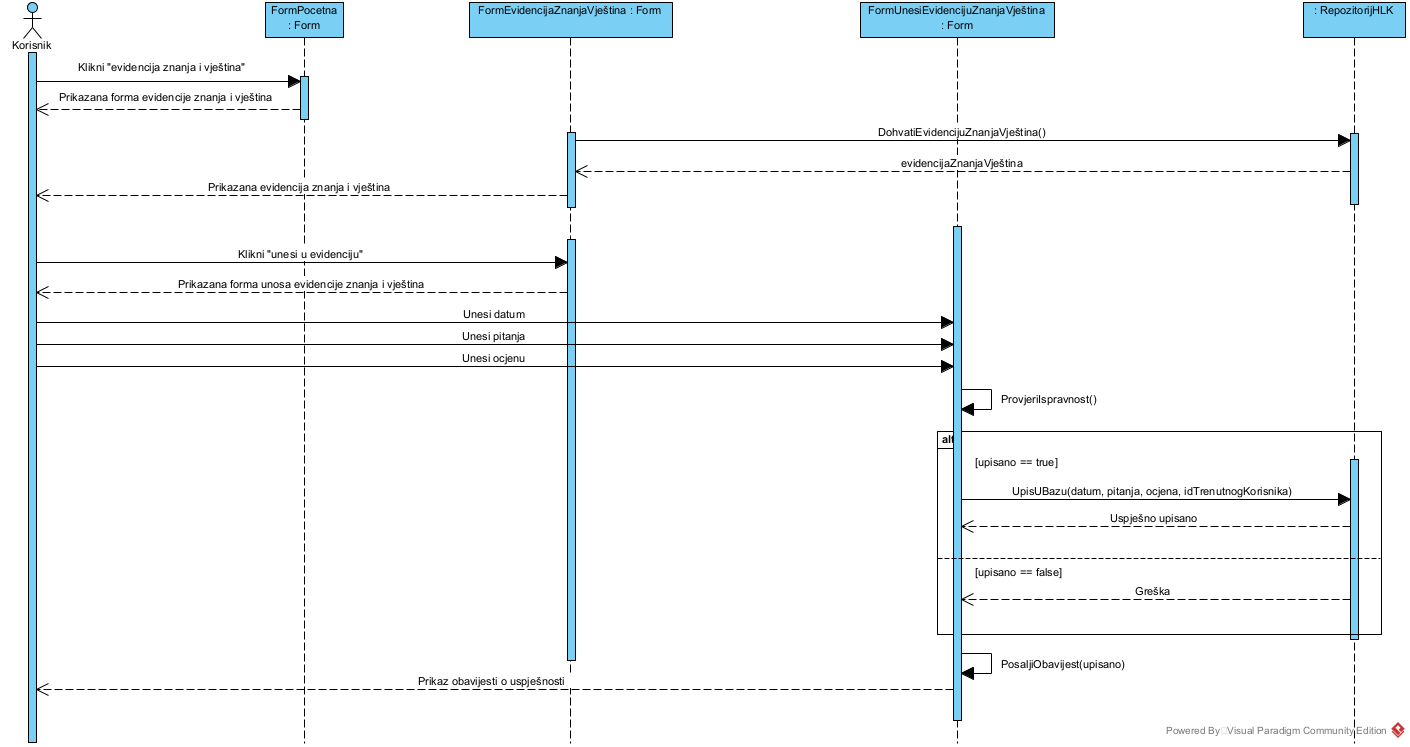 FormPocetna
: Form
FormEvidencijaZnanjaVještina : Form
FormUnesiEvidencijuZnanjaVještina
: Form
: RepozitorijHLK
Korisnik
Klikni "evidencija znanja i vještina"
Prikazana forma evidencije znanja i vještina
DohvatiEvidencijuZnanjaVještina()
evidencijaZnanjaVještina
Prikazana evidencija znanja i vještina
Klikni "unesi u evidenciju"
Prikazana forma unosa evidencije znanja i vještina
Unesi datum
Unesi pitanja
Unesi ocjenu
ProvjeriIspravnost()
alt
[upisano == true]
UpisUBazu(datum, pitanja, ocjena, idTrenutnogKorisnika)
Uspješno upisano
[upisano == false]
Greška
PosaljiObavijest(upisano)
Prikaz obavijesti o uspješnosti
Powered By Visual Paradigm Community Edition